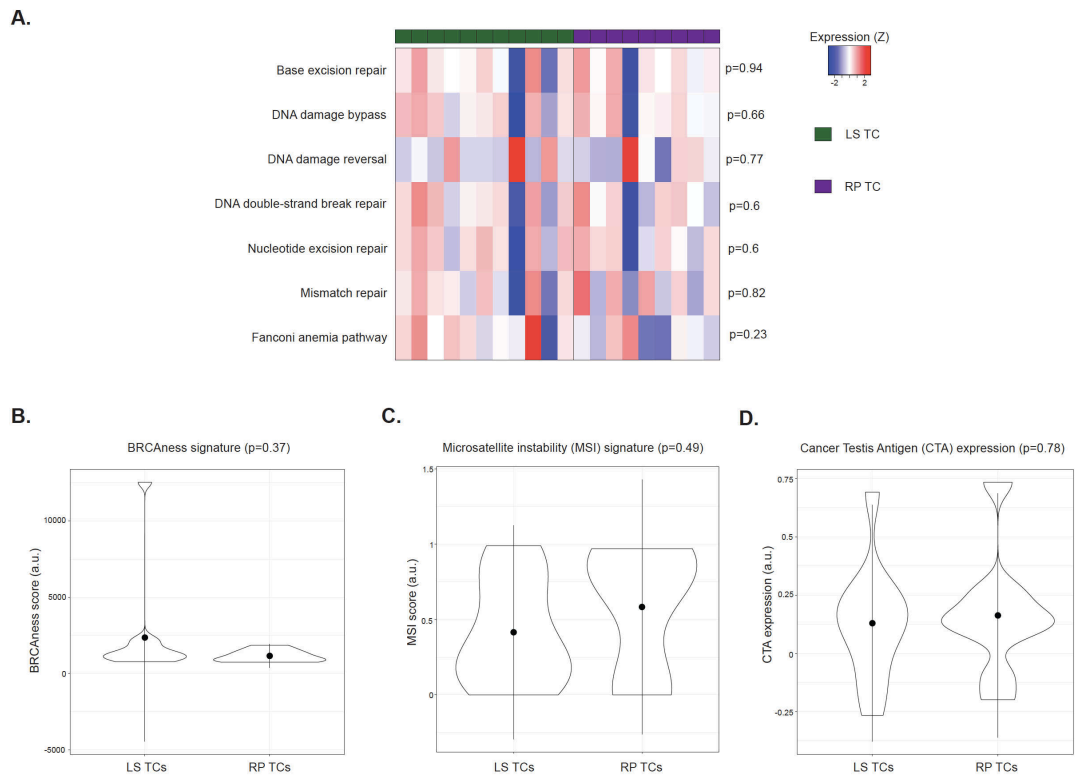 A.
Expression (Z)
-2 2
LS TC
RP TC
Base excision repair p=0.94
DNA damage bypass p=0.66
DNA damage reversal p=0.77
DNA double-strand break repair p=0.6
Nucleotide excision repair p=0.6
Mismatch repair p=0.82
Fanconi anemia pathway p=0.23
B.
BRCAness signature (p=0.37)
BRCAness score (a.u.)
10000
5000
0
-5000
LS TCs RP TCs
C.
Microsatellite instability (MSI) signature (p=0.49)
MSI score (a.u.)
1.5
1
0.5
0
LS TCs RP TCs
D.
Cancer Testis Antigen (CTA) expression (p=0.78)
CTA expression (a.u.)
0.75
0.5
0.25
0
-0.25
LS TCs RP TCs